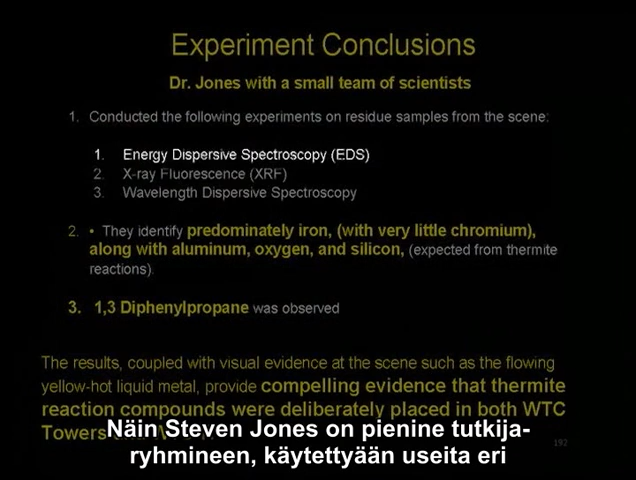 Experiment Conclusions
Dr. Jones with a small team of scientists
1. Conducted the following experiments on residue samples from the scene:
1. Energy Dispersive Spectroscopy (EDS)
2. X-ray Fluorescence (XRF)
3. Wavelength Dispersive Spectroscopy
2. • They identify predominately iron, (with very little chromium),
along with aluminum, oxygen, and silicon, (expected from thermite
reactions).
3. 1,3 Diphenylpropane was observed
The results, coupled with visual evidence at the scene such as the flowing
yellow-hot liquid metal, provide compelling evidence that thermite
reaction compounds were deliberately placed in both WTC
Towers
Näin Steven Jones on pienine tutkija-
ryhmineen, käytettyään useita eri
192